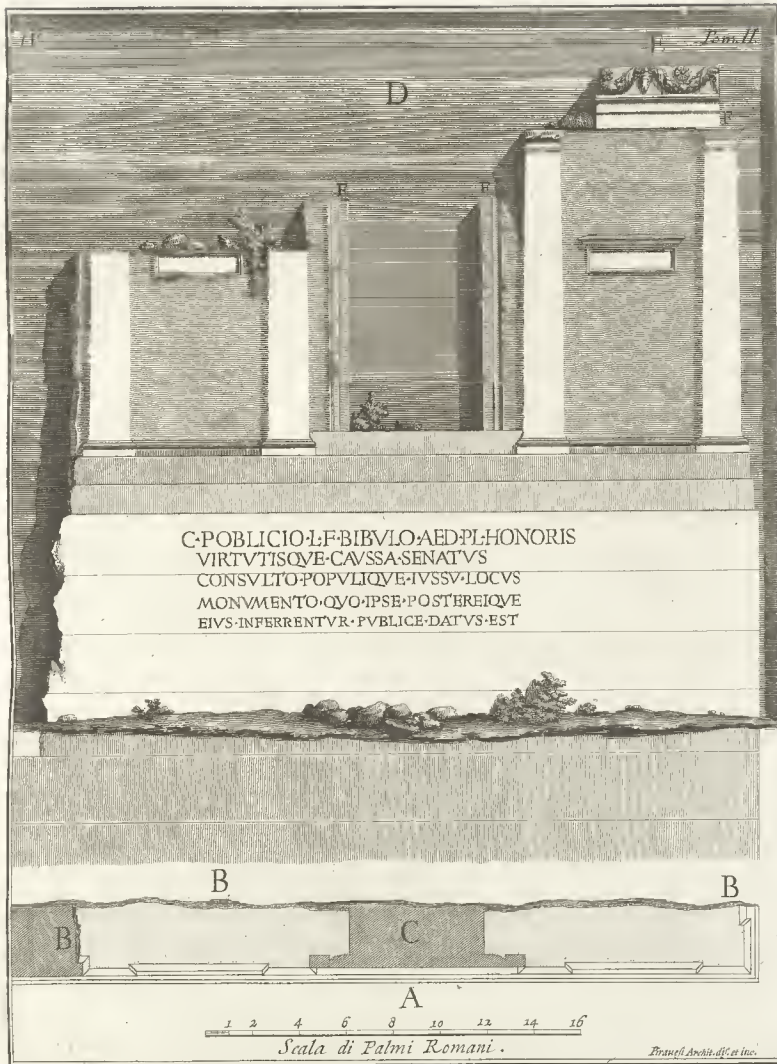 Tom. II.
F
D
F
E E
C·POBLICIO·L·F·BIBVLO·AED·PL·HONORIS
VIRTVTISQVE·CAVSSA·SENATVS
CONSVLTO·POPVLIQVE·IVSSV·LOCVS
MONVMENTO·QVO·IPSE·POSTEREIQVE
EIVS·INFERRENTVR·PVBLICE·DATVS·EST
B B
B C
A
1 2 4 6 8 10 12 14 16
Scala di Palmi Romani.
Piranesi Archit. dis. et inc.